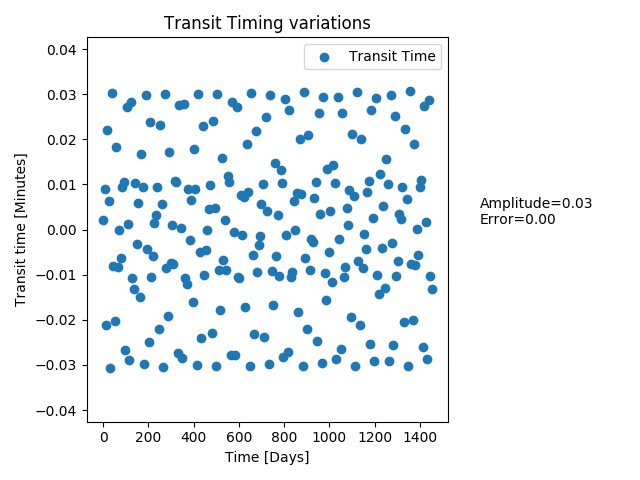 Transit Timing variations
Transit Time
Transit time [Minutes]
0.04
0.03
0.02
0.01
0.00
−0.01
−0.02
−0.03
−0.04
0 200 400 600 800 1000 1200 1400
Time [Days]
Amplitude=0.03
Error=0.00